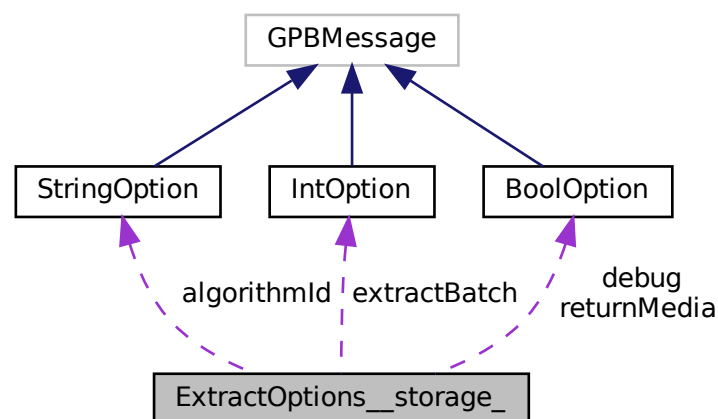 GPBMessage
StringOption
IntOption
BoolOption
algorithmId
extractBatch
debug
returnMedia
ExtractOptions__storage_